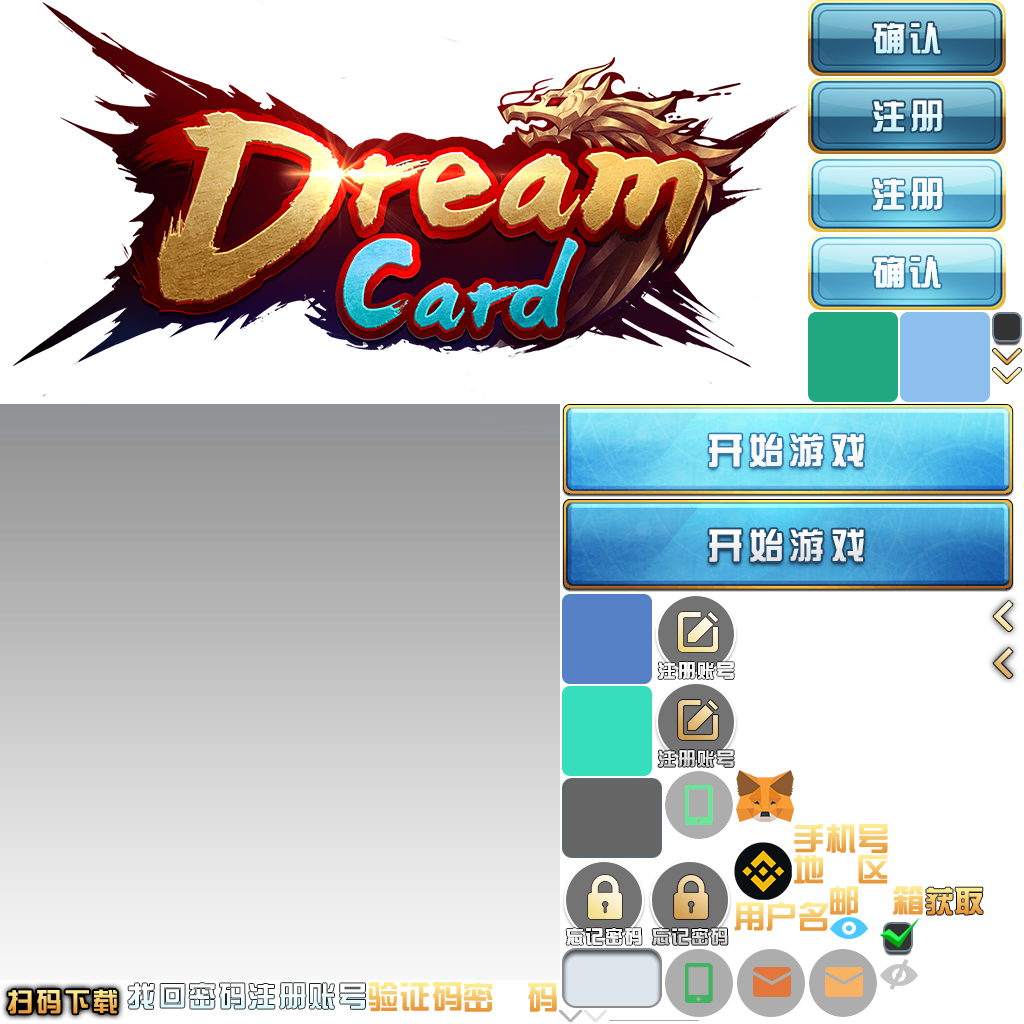 Dream
Card
确认
注册
注册
确认
开始游戏
开始游戏
注册账号
注册账号
手机号
地 区
邮 箱
获取
用户名
忘记密码
忘记密码
扫码下载
找回密码
注册账号
验证码
密 码